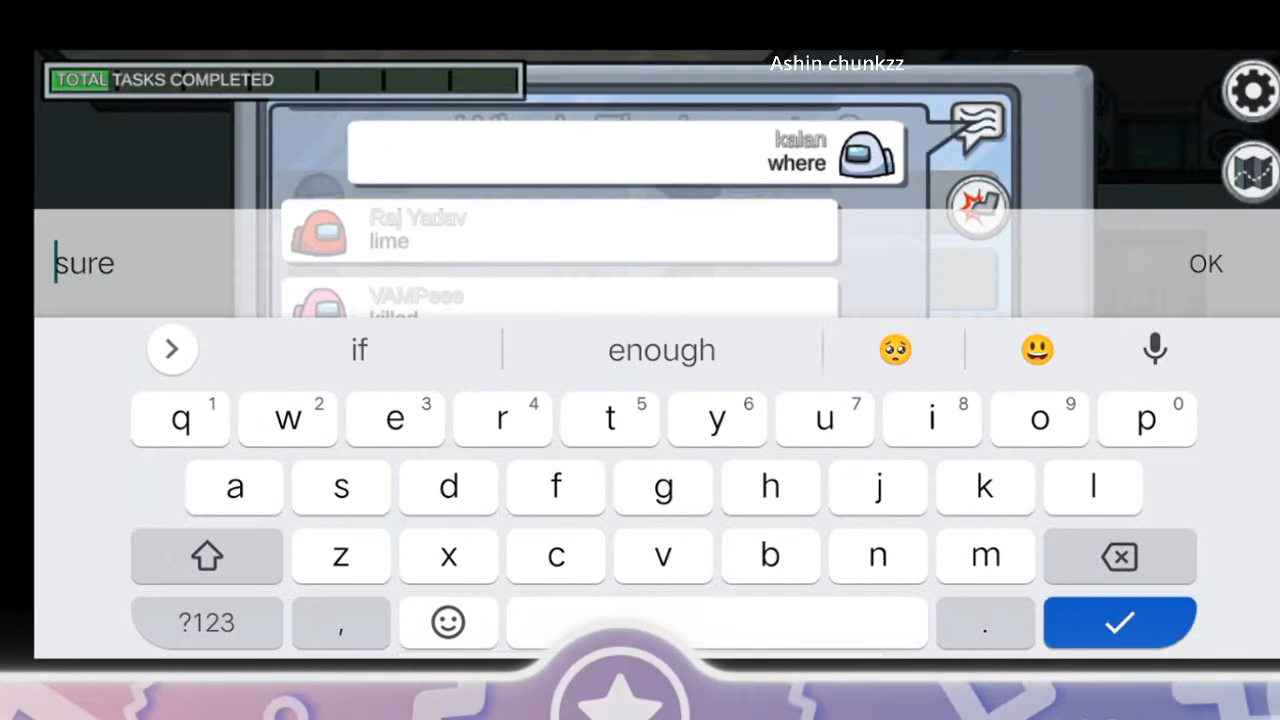 Ashin chunkzz
TOTAL TASKS COMPLETED
kalan
where
Raj Yadav
lime
VAMPeee
killed
sure
OK
if enough 🥺 😃
q 1 w 2 e 3 r 4 t 5 y 6 u 7 i 8 o 9 p 0
a s d f g h j k l
z x c v b n m
?123 , .